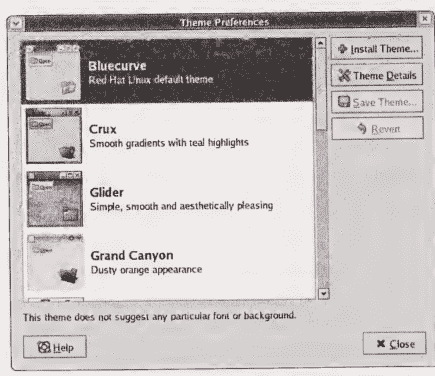 Theme Preferences
Bluecurve
Red Hat Linux default theme
Crux
Smooth gradients with teal highlights
Glider
Simple, smooth and aesthetically pleasing
Grand Canyon
Dusty orange appearance
Install Theme...
Theme Details
Save Theme...
Revert
This theme does not suggest any particular font or background.
Help
Close